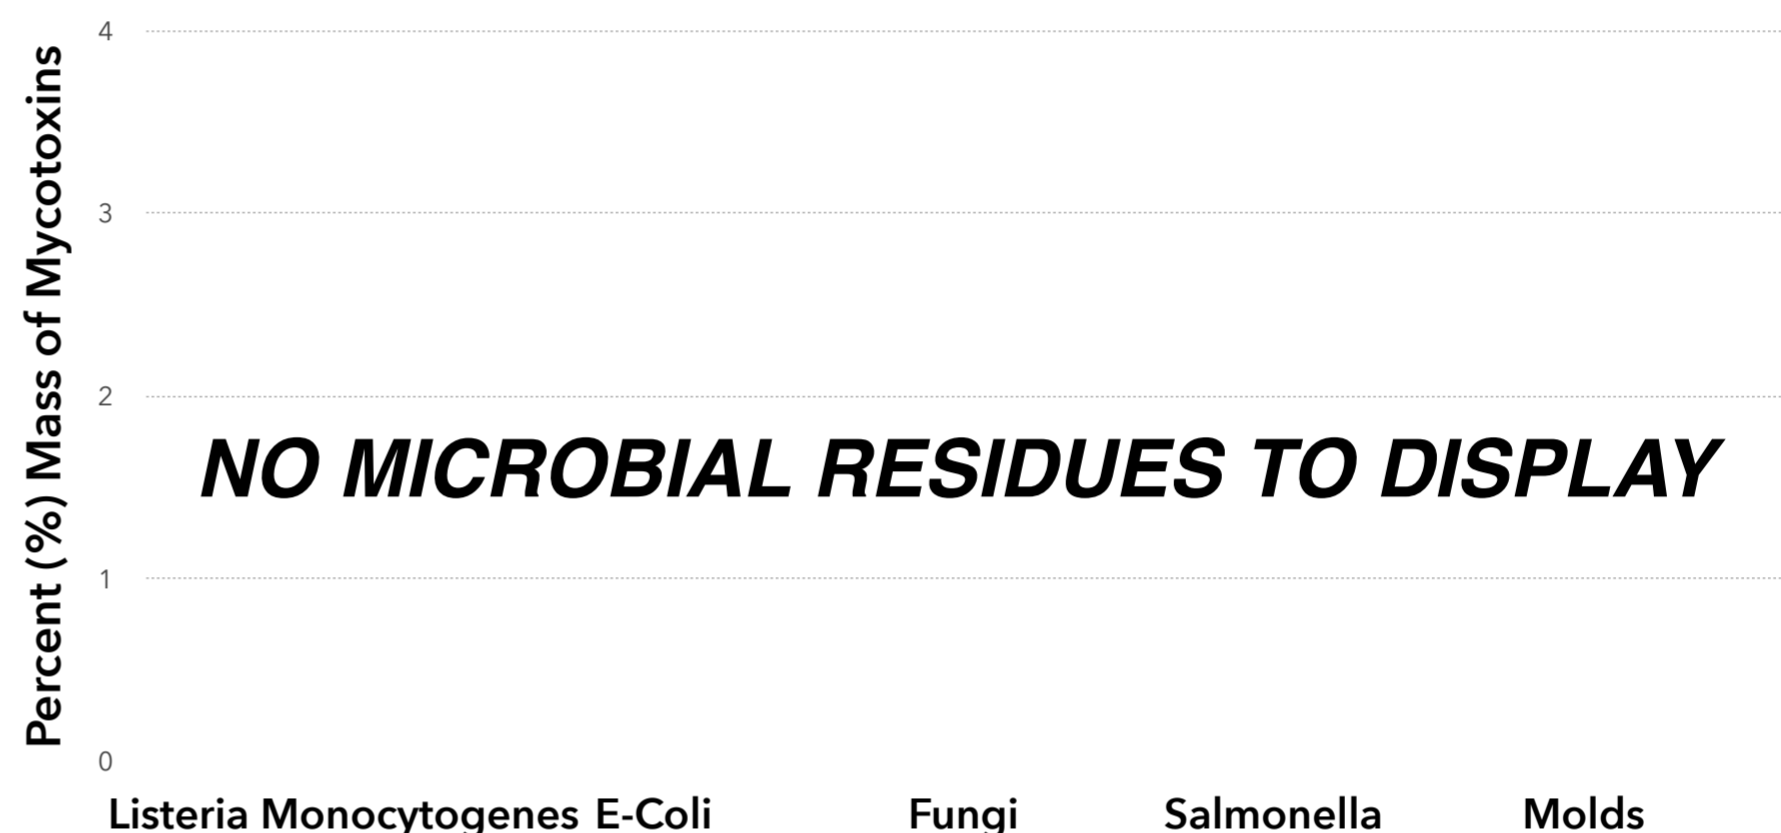 Percent (%) Mass of Mycotoxins
4
3
2
NO MICROBIAL RESIDUES TO DISPLAY
1
0
Listeria Monocytogenes E-Coli Fungi Salmonella Molds